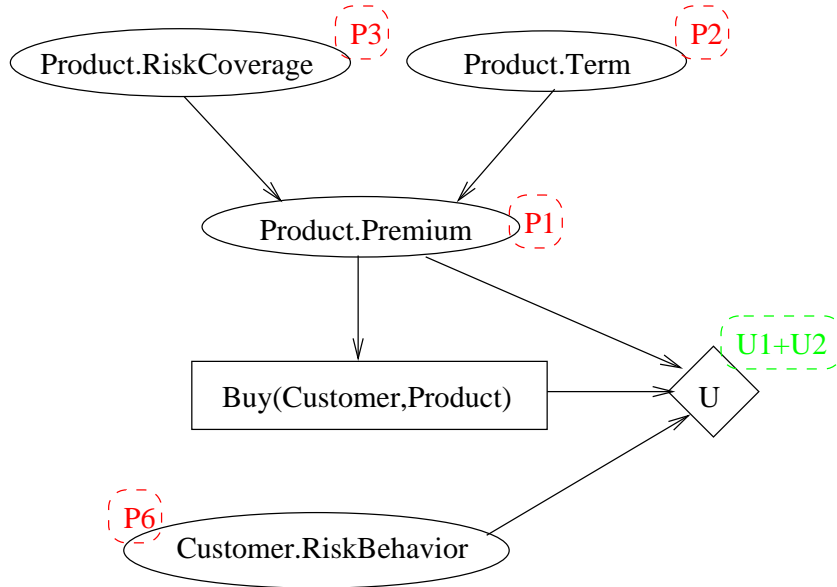 P3
P2
Product.RiskCoverage
Product.Term
Product.Premium
P1
U1+U2
Buy(Customer,Product)
U
P6
Customer.RiskBehavior